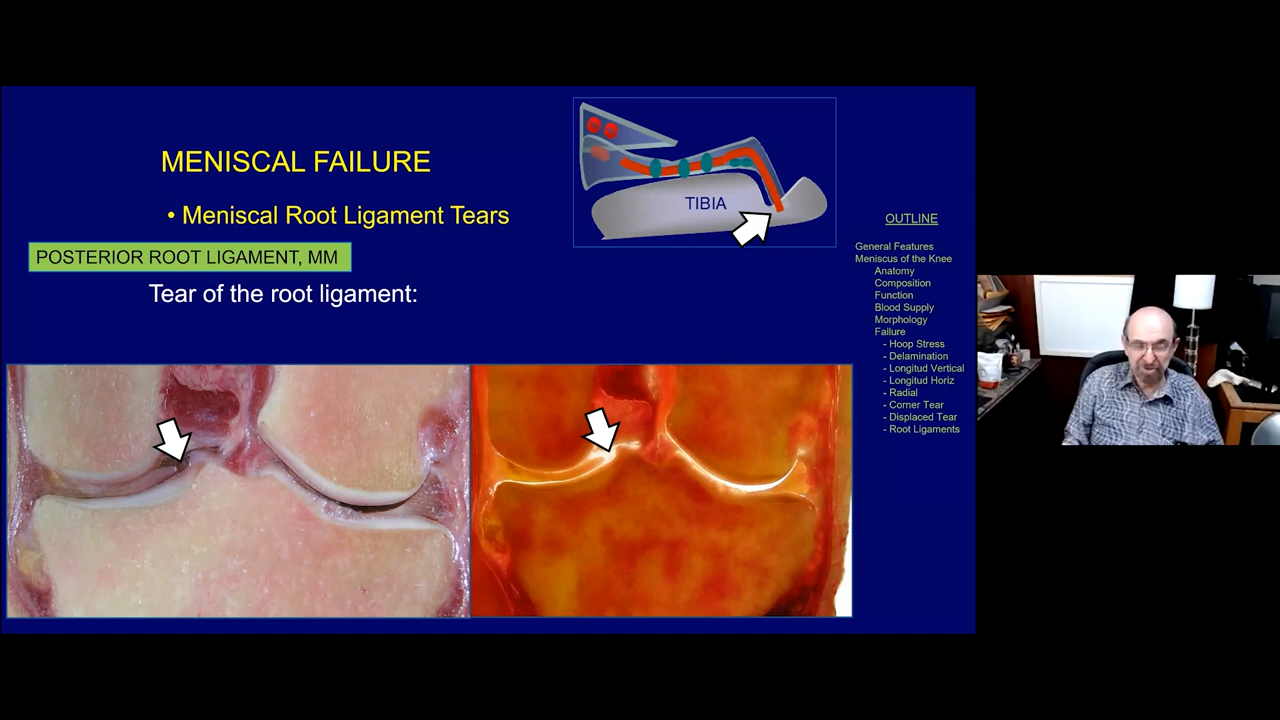 MENISCAL FAILURE
• Meniscal Root Ligament Tears
POSTERIOR ROOT LIGAMENT, MM
Tear of the root ligament:
TIBIA
OUTLINE
General Features
Meniscus of the Knee
Anatomy
Composition
Function
Blood Supply
Morphology
Failure
- Hoop Stress
- Delamination
- Longitud Vertical
- Longitud Horiz
- Radial
- Corner Tear
- Displaced Tear
- Root Ligaments